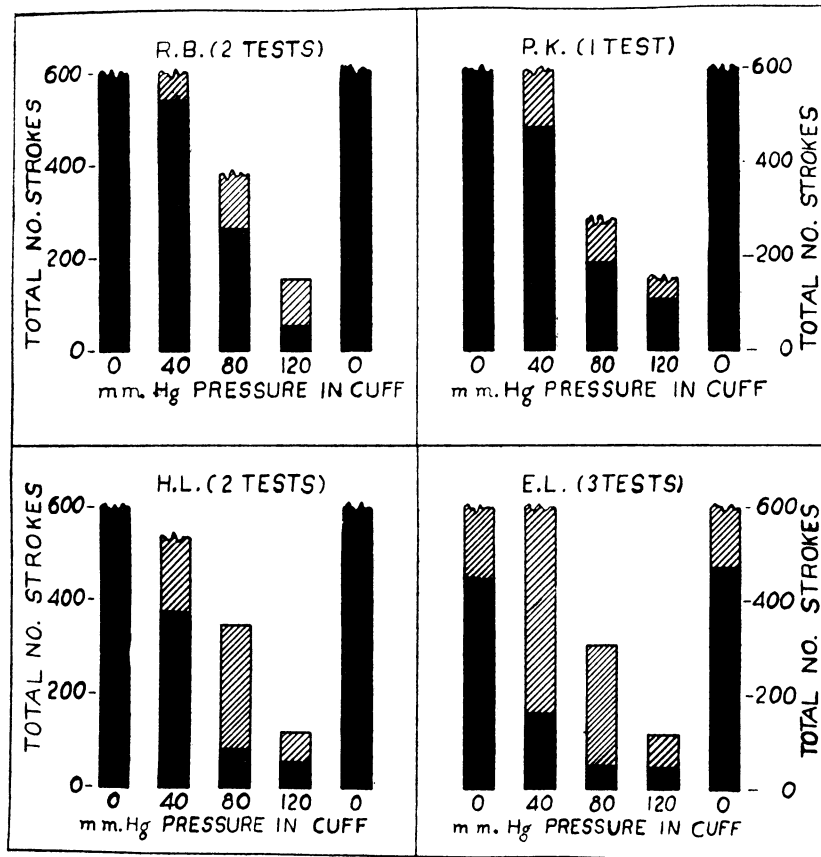 R.B. (2 TESTS)
TOTAL NO. STROKES
600-
400-
200-
0-
0 40 80 120 0
mm. Hg PRESSURE IN CUFF
P.K. (1 TEST)
TOTAL NO. STROKES
-600
-400
-200
- 0
0 40 80 120 0
mm. Hg PRESSURE IN CUFF
H.L. (2 TESTS)
TOTAL NO. STROKES
600-
400-
200-
0-
0 40 80 120 0
mm. Hg PRESSURE IN CUFF
E.L. (3 TESTS)
TOTAL NO. STROKES
-600
-400
-200
- 0
0 40 80 120 0
mm. Hg PRESSURE IN CUFF